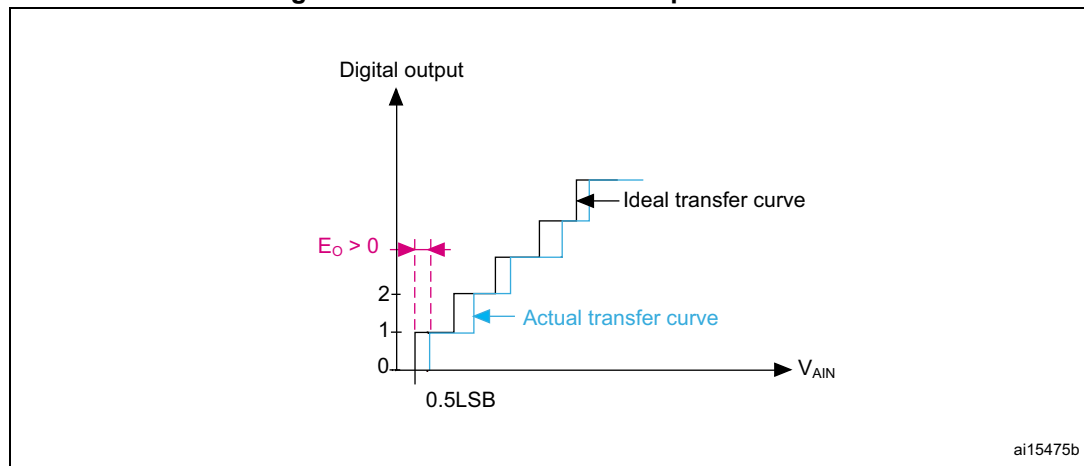 Digital output
Ideal transfer curve
EO > 0
2
Actual transfer curve
1
0
VAIN
0.5LSB
ai15475b